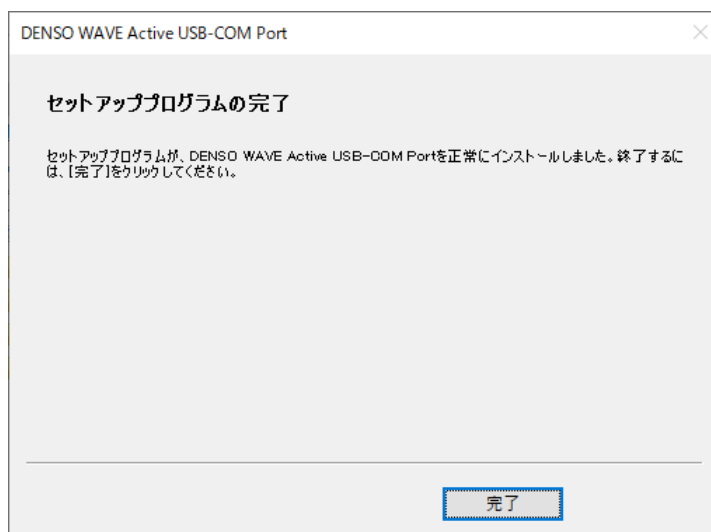 DENSO WAVE Active USB-COM Port
セットアッププログラムの完了
セットアッププログラムが、DENSO WAVE Active USB-COM Portを正常にインストールしました。終了するに
は、[完了]をクリックしてください。
完了